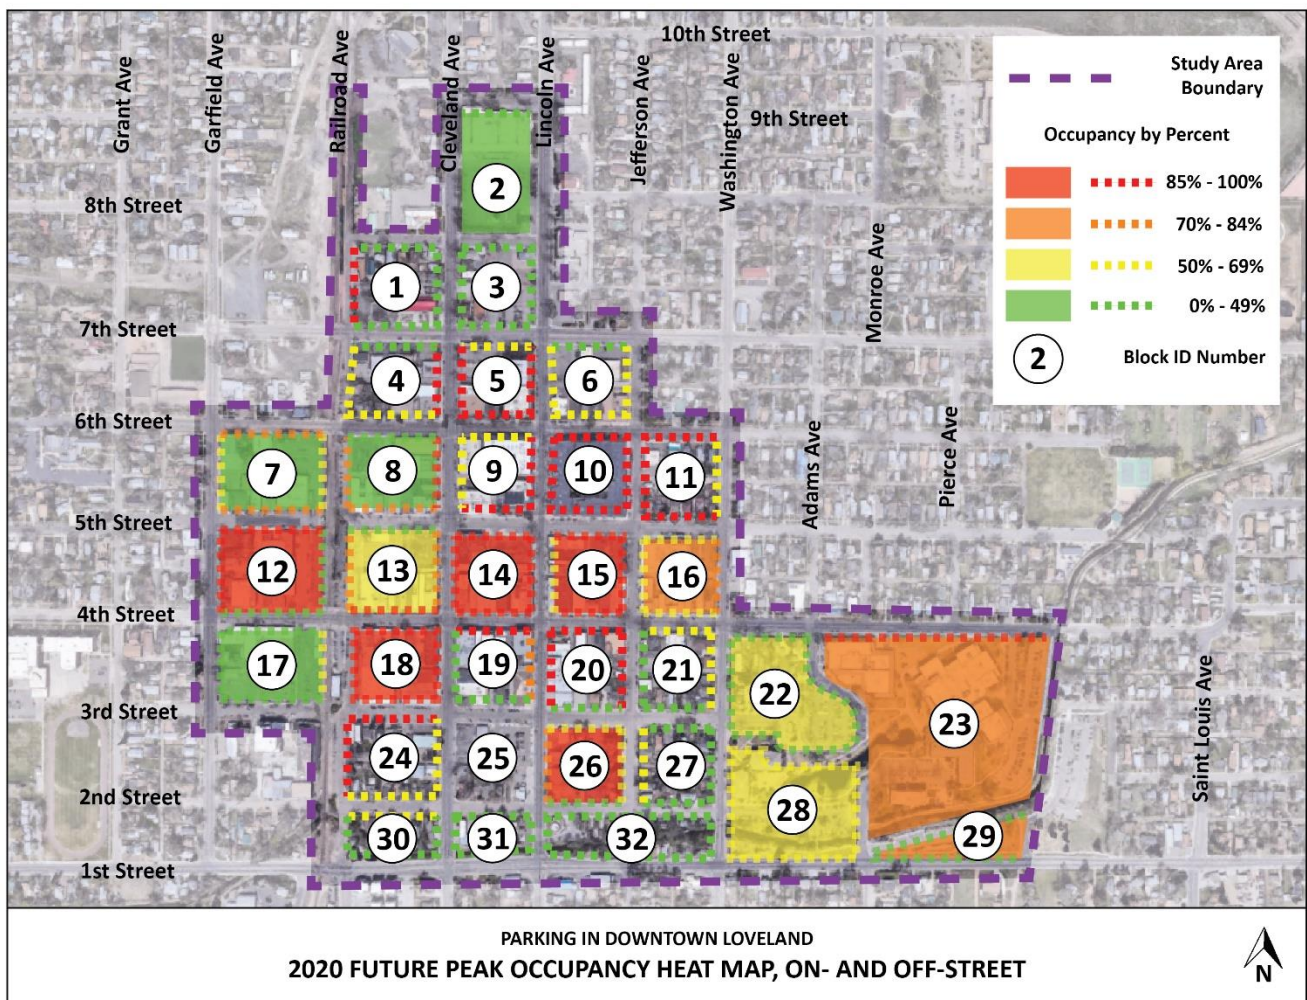 10th Street
Grant Ave
Garfield Ave
Railroad Ave
Cleveland Ave
Lincoln Ave
Jefferson Ave
Washington Ave
9th Street
8th Street
Monroe Ave
7th Street
6th Street
Adams Ave
Pierce Ave
5th Street
4th Street
3rd Street
Saint Louis Ave
2nd Street
1st Street
Study Area
Boundary
Occupancy by Percent
85% - 100%
70% - 84%
50% - 69%
0% - 49%
2
Block ID Number
2
1
3
4
5
6
7
8
9
10
11
12
13
14
15
16
17
18
19
20
21
22
23
24
25
26
27
28
29
30
31
32
PARKING IN DOWNTOWN LOVELAND
2020 FUTURE PEAK OCCUPANCY HEAT MAP, ON- AND OFF-STREET
N